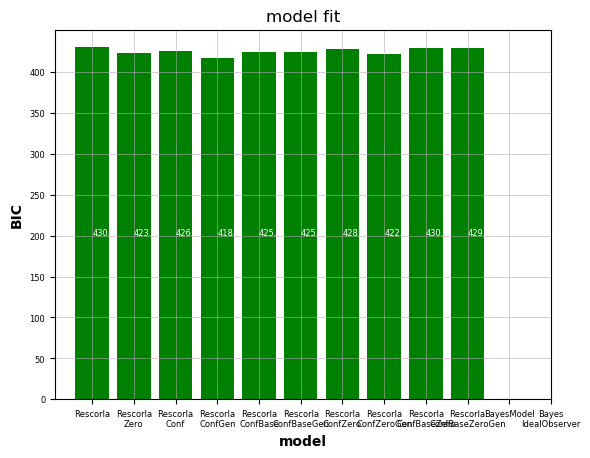 model fit
BIC
400
350
300
250
200
150
100
50
0
430 423 426 418 425 425 428 422 430 429
Rescorla Rescorla Rescorla Rescorla Rescorla Rescorla Rescorla Rescorla Rescorla Rescorla BayesModel Bayes
Zero Conf ConfGen ConfBase ConfBaseGen ConfZero ConfZeroGen ConfBaseZero ConfBaseZeroGen IdealObserver
model